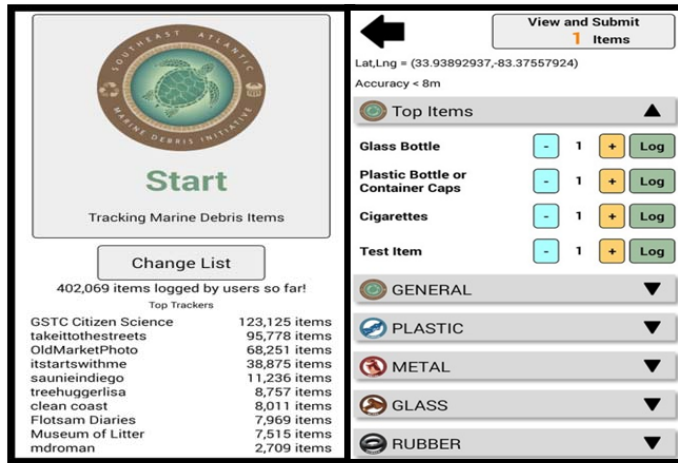 SOUTHEAST ATLANTIC
MARINE DEBRIS INITIATIVE
Start
Tracking Marine Debris Items
Change List
402,069 items logged by users so far!
Top Trackers
GSTC Citizen Science 123,125 items
takeittothestreets 95,778 items
OldMarketPhoto 68,251 items
itstartswithme 38,875 items
saunieindiego 11,236 items
treehuggerlisa 8,757 items
clean coast 8,011 items
Flotsam Diaries 7,969 items
Museum of Litter 7,515 items
mdroman 2,709 items
View and Submit
1 Items
Lat,Lng = (33.93892937,-83.37557924)
Accuracy < 8m
Top Items
Glass Bottle - 1 + Log
Plastic Bottle or
Container Caps - 1 + Log
Cigarettes - 1 + Log
Test Item - 1 + Log
GENERAL
PLASTIC
METAL
GLASS
RUBBER